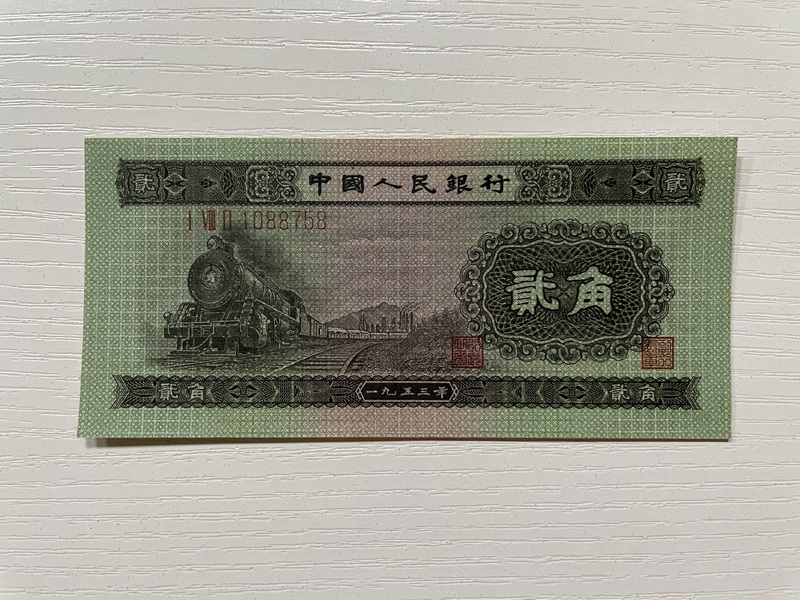 貳 中國人民銀行 貳
I VIII II 1088758
貳角
貳角 一九五三年 貳角